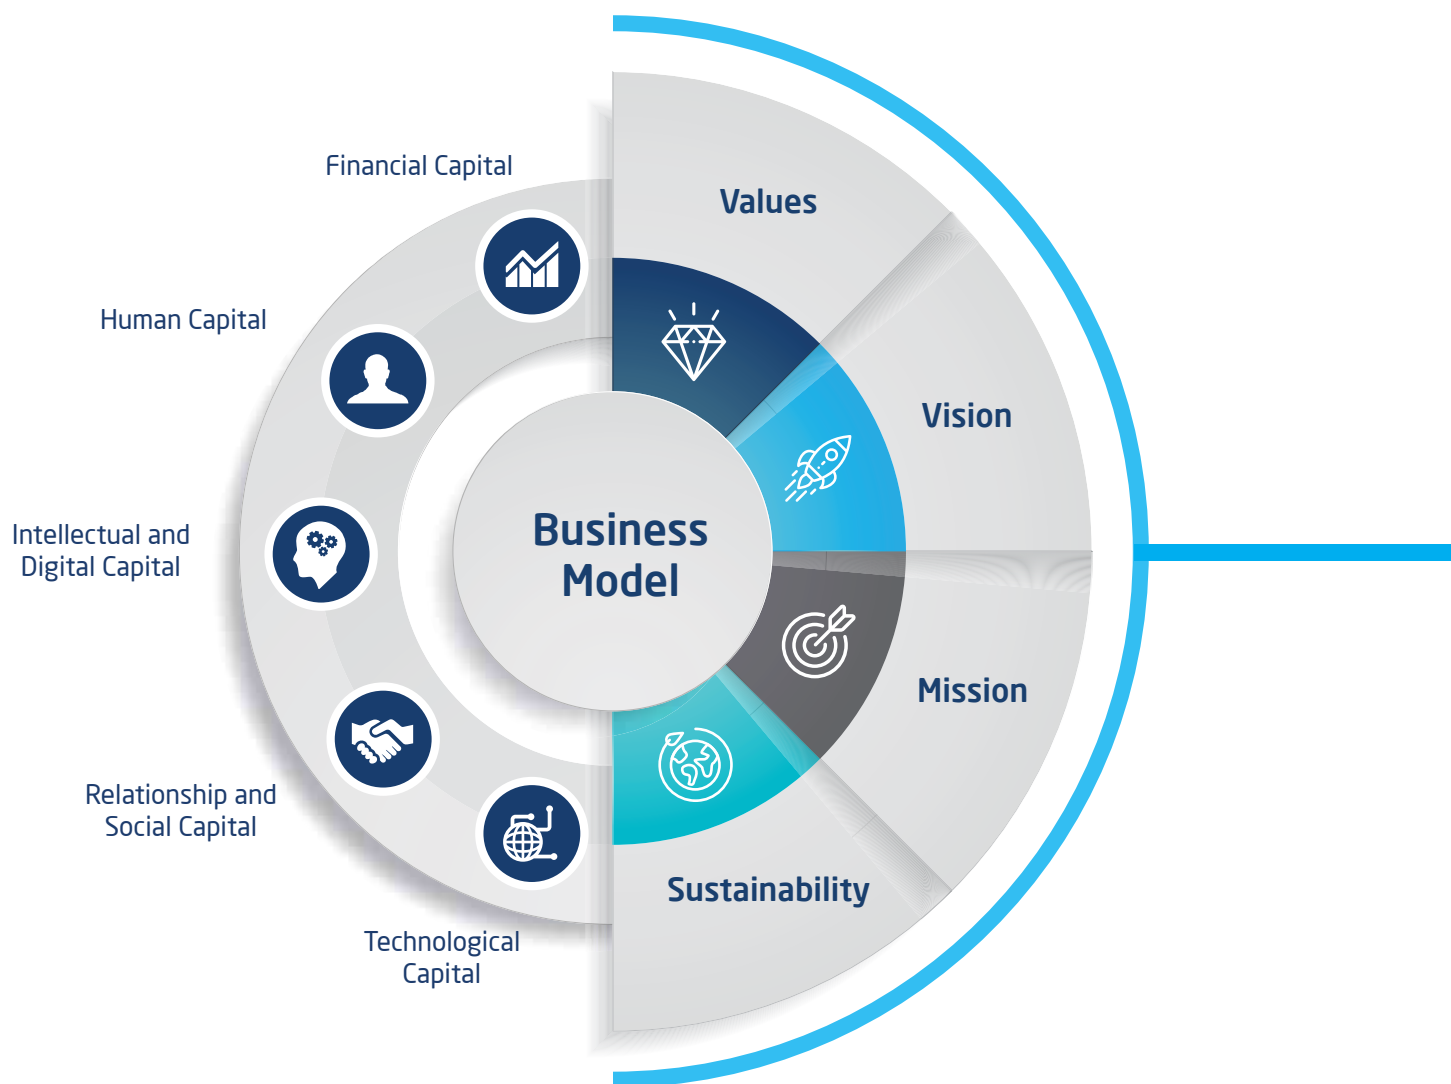 Financial Capital
Human Capital
Intellectual and
Digital Capital
Relationship and
Social Capital
Technological
Capital
Business
Model
Values
Vision
Mission
Sustainability